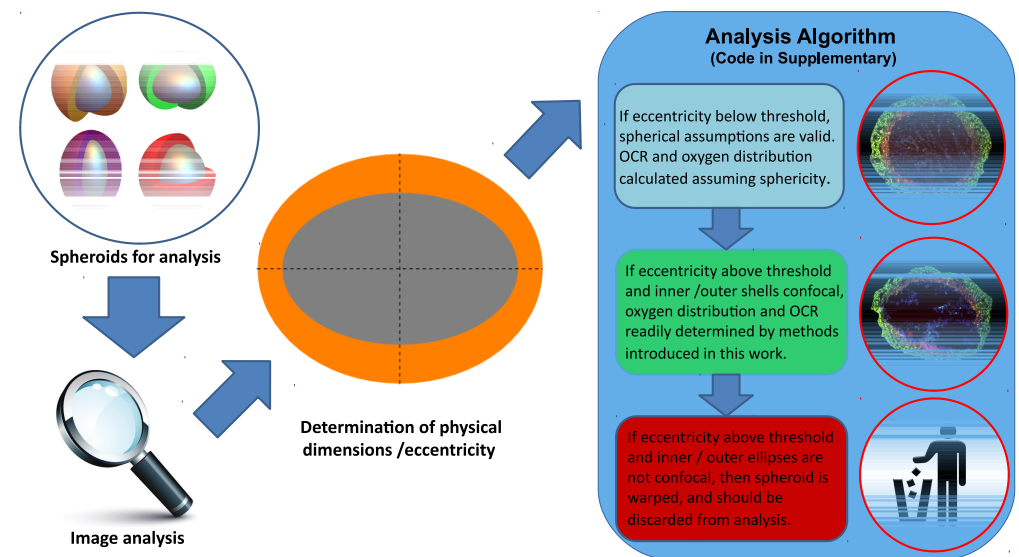 Spheroids for analysis
Image analysis
Determination of physical
dimensions /eccentricity
Analysis Algorithm
(Code in Supplementary)
If eccentricity below threshold,
spherical assumptions are valid.
OCR and oxygen distribution
calculated assuming sphericity.
If eccentricity above threshold
and inner /outer shells confocal,
oxygen distribution and OCR
readily determined by methods
introduced in this work.
If eccentricity above threshold
and inner / outer ellipses are
not confocal, then spheroid is
warped, and should be
discarded from analysis.